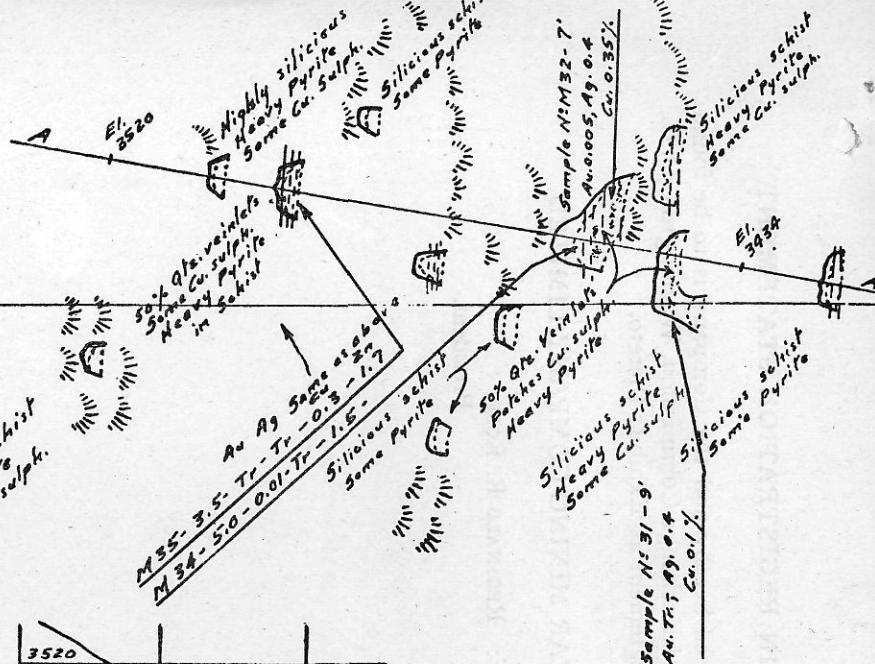 Highly silicious
Heavy Pyrite
Some Cu. Sulph.
Silicious schist
Some Pyrite
A
El.
3520
Sample Nº M32-7'
Au. 0.005, Ag. 0.4
Cu. 0.35%
Silicious schist
Heavy Pyrite
Some Cu. sulph.
50% Qtz. veinlets
Some Cu. sulph.
Heavy Pyrite
in Schist
El.
3434
Same as above
Au Ag Cu Zn
M35- 3.5- Tr- Tr- 0.3- 1.7
M34- 5.0- 0.01- Tr- 1.5-
Silicious schist
Some Pyrite
50% Qtz. Veinlets
Patches Cu. sulph
Heavy Pyrite
Silicious schist
Heavy Pyrite
Some Cu. sulph
Silicious schist
Some Pyrite
sulph.
Sample Nº 31-9'
Au. Tr; Ag. 0.4
Cu. 0.1%
3520